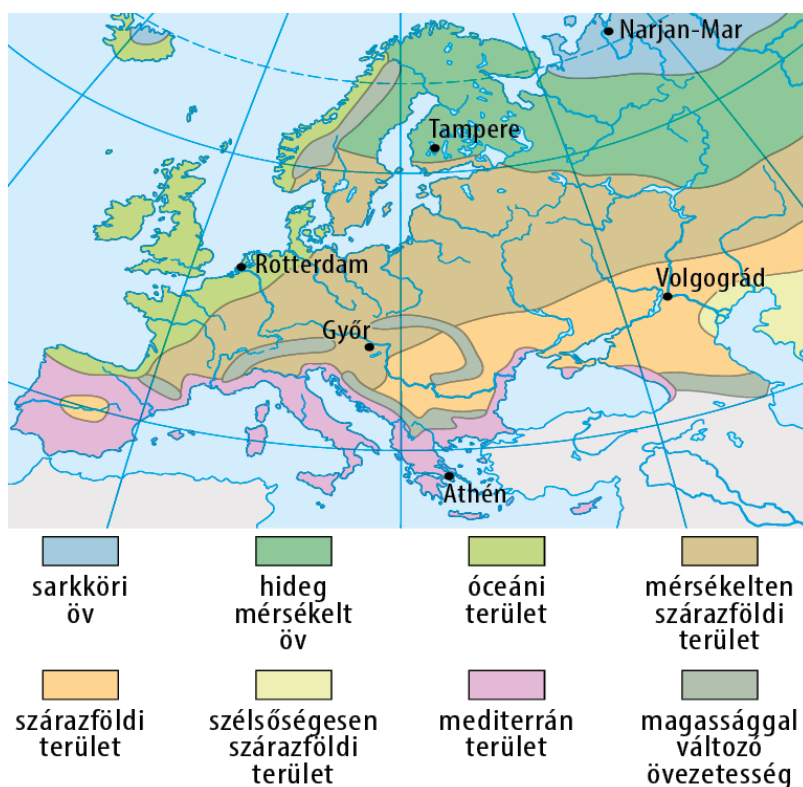 Narjan-Mar
Tampere
Rotterdam
Volgográd
Győr
Athén
sarkköri
öv
hideg
mérsékelt
öv
óceáni
terület
mérsékelten
szárazföldi
terület
szárazföldi
terület
szélsőségesen
szárazföldi
terület
mediterrán
terület
magassággal
változó
övezetesség